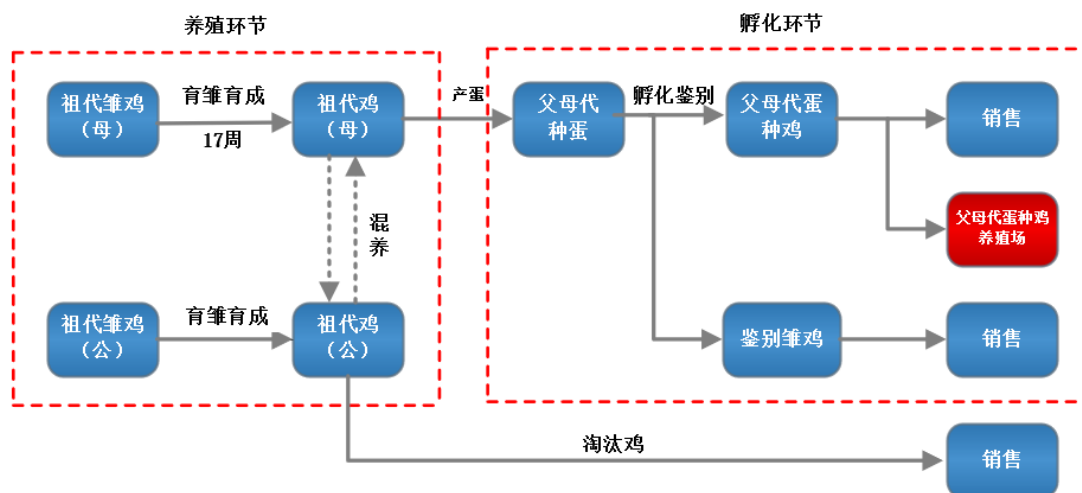 养殖环节
孵化环节
祖代雏鸡
（母）
育雏育成
17周
祖代鸡
（母）
产蛋
父母代
种蛋
孵化鉴别
父母代蛋
种鸡
销售
混养
父母代蛋种鸡
养殖场
祖代雏鸡
（公）
育雏育成
祖代鸡
（公）
鉴别雏鸡
销售
淘汰鸡
销售